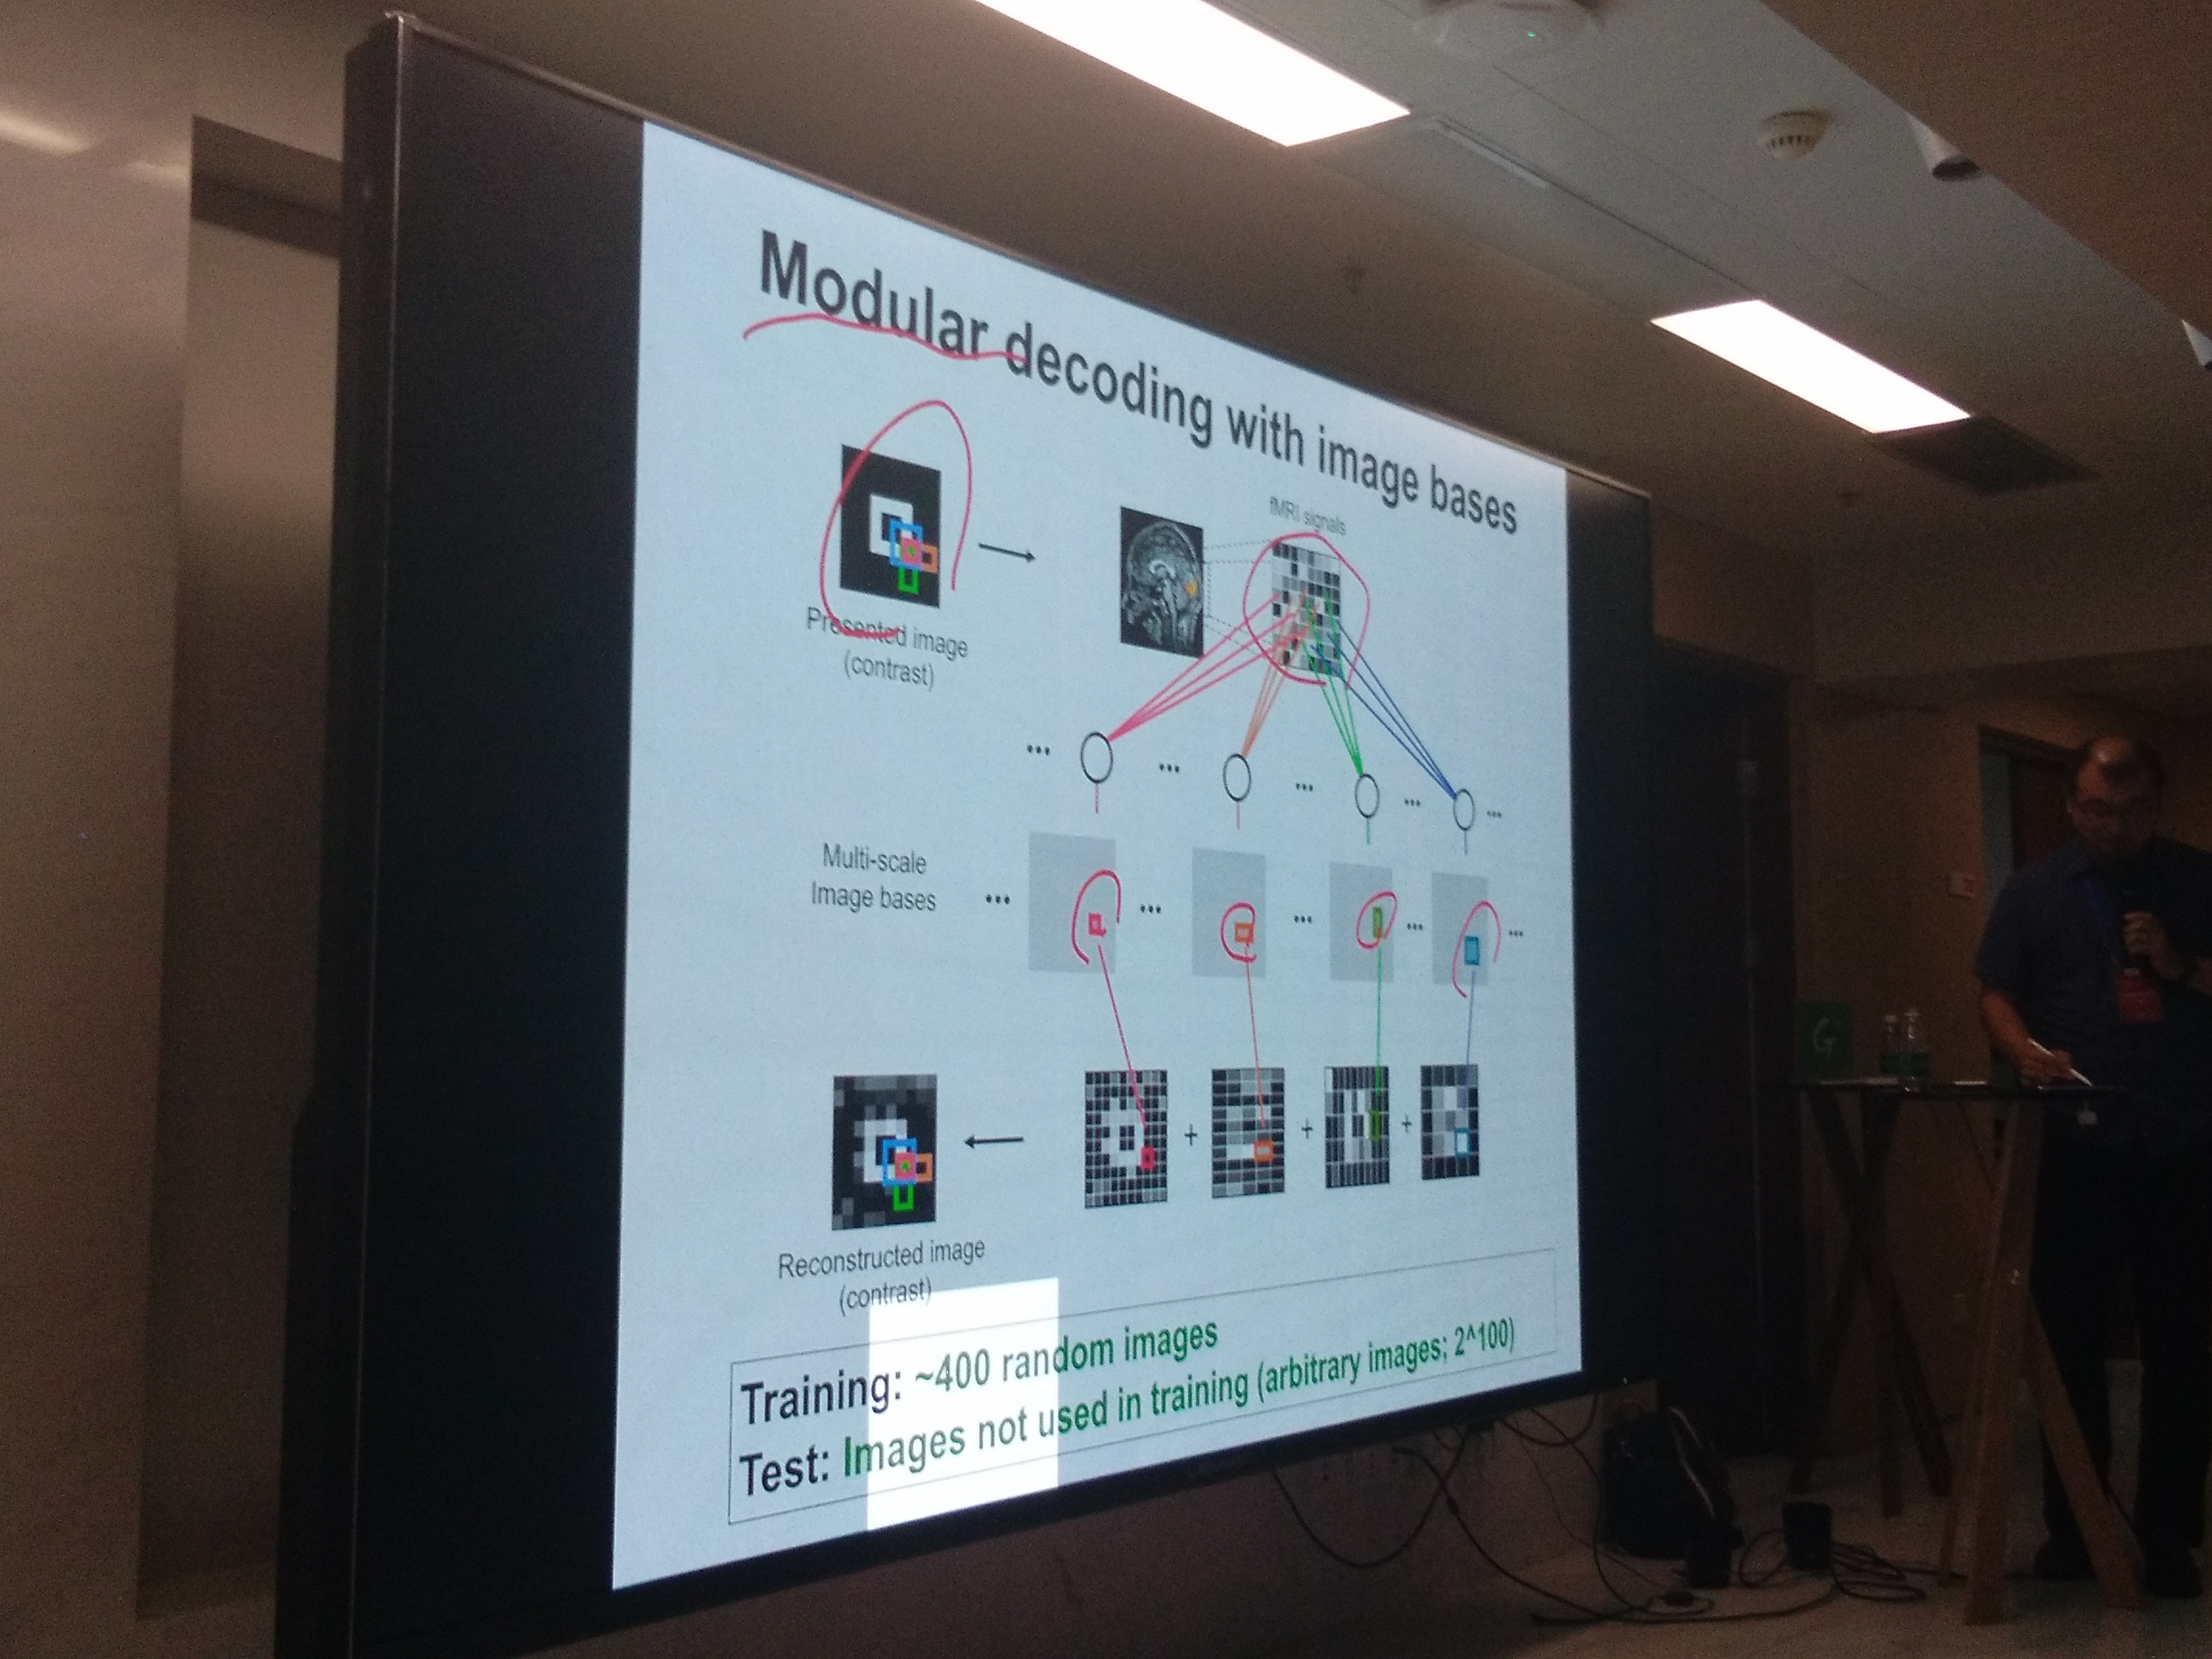 Modular decoding with image bases
fMRI signals
Presented image
(contrast)
... ... ... ... ...
Multi-scale
Image bases
... ... ... ... ...
+ + +
Reconstructed image
(contrast)
Training: ~400 random images
Test: Images not used in training (arbitrary images; 2^100)
G